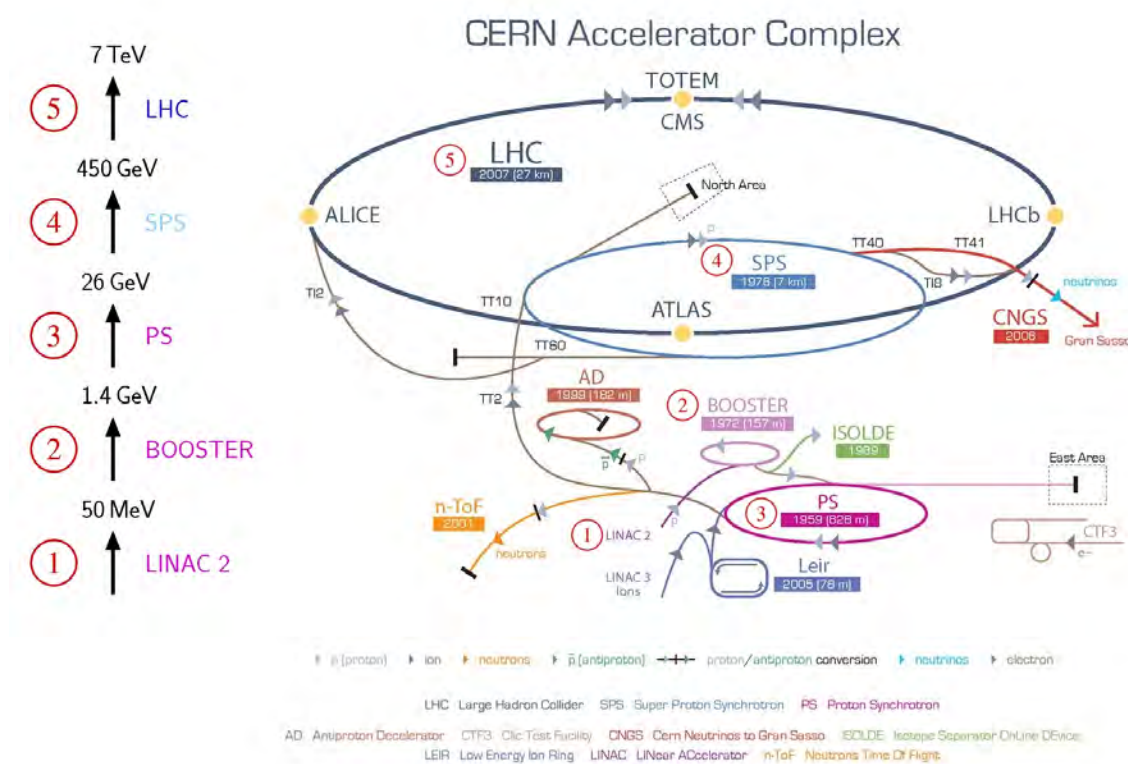 CERN Accelerator Complex
7 TeV
5 LHC
450 GeV
4 SPS
26 GeV
3 PS
1.4 GeV
2 BOOSTER
50 MeV
1 LINAC 2
TOTEM
CMS
5 LHC
2007 (27 km)
North Area
ALICE
LHCb
TT40
TT41
p
4 SPS
1976 (7 km)
TI8
neutrinos
TI2
TT10
ATLAS
CNGS
2006
Gran Sasso
TT60
AD
1999 (182 m)
TT2
2 BOOSTER
1972 (157 m)
ISOLDE
1989
p
p̄
East Area
n-ToF
2001
3 PS
1959 (628 m)
1 LINAC 2
p
neutrons
CTF3
e-
Leir
2005 (78 m)
LINAC 3
Ions
p (proton) ion neutrons p̄ (antiproton) proton/antiproton conversion neutrinos electron
LHC Large Hadron Collider SPS Super Proton Synchrotron PS Proton Synchrotron
AD Antiproton Decelerator CTF3 Clic Test Facility CNGS Cern Neutrinos to Gran Sasso ISOLDE Isotope Separator OnLine DEvice
LEIR Low Energy Ion Ring LINAC LINear ACcelerator n-ToF Neutrons Time Of Flight